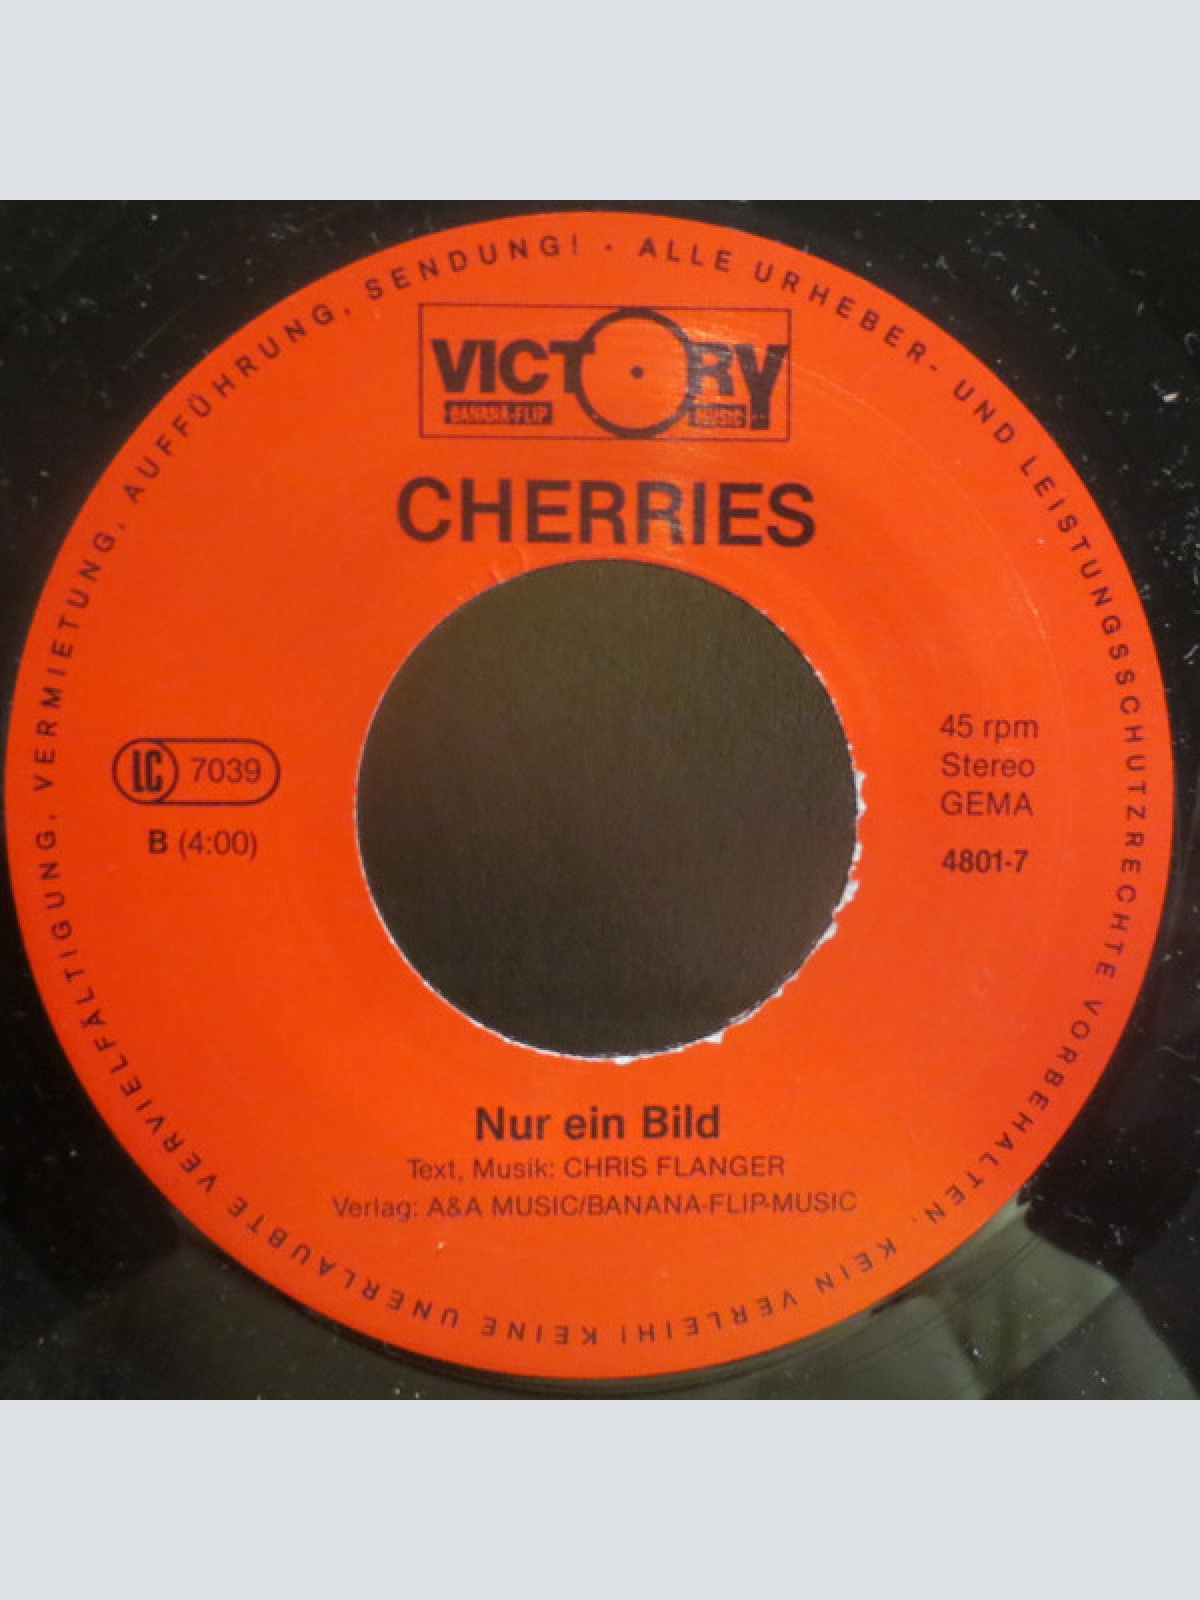 ALLE URHEBER- UND LEISTUNGSSCHUTZRECHTE VORBEHALTEN. KEIN VERLEIH! KEINE UNERLAUBTE VERVIELFÄLTIGUNG, VERMIETUNG, AUFFÜHRUNG, SENDUNG! ·
VICTORY
BANANA-FLIP MUSIC
CHERRIES
LC 7039
B (4:00)
45 rpm
Stereo
GEMA
4801-7
Nur ein Bild
Text, Musik: CHRIS FLANGER
Verlag: A&A MUSIC/BANANA-FLIP-MUSIC